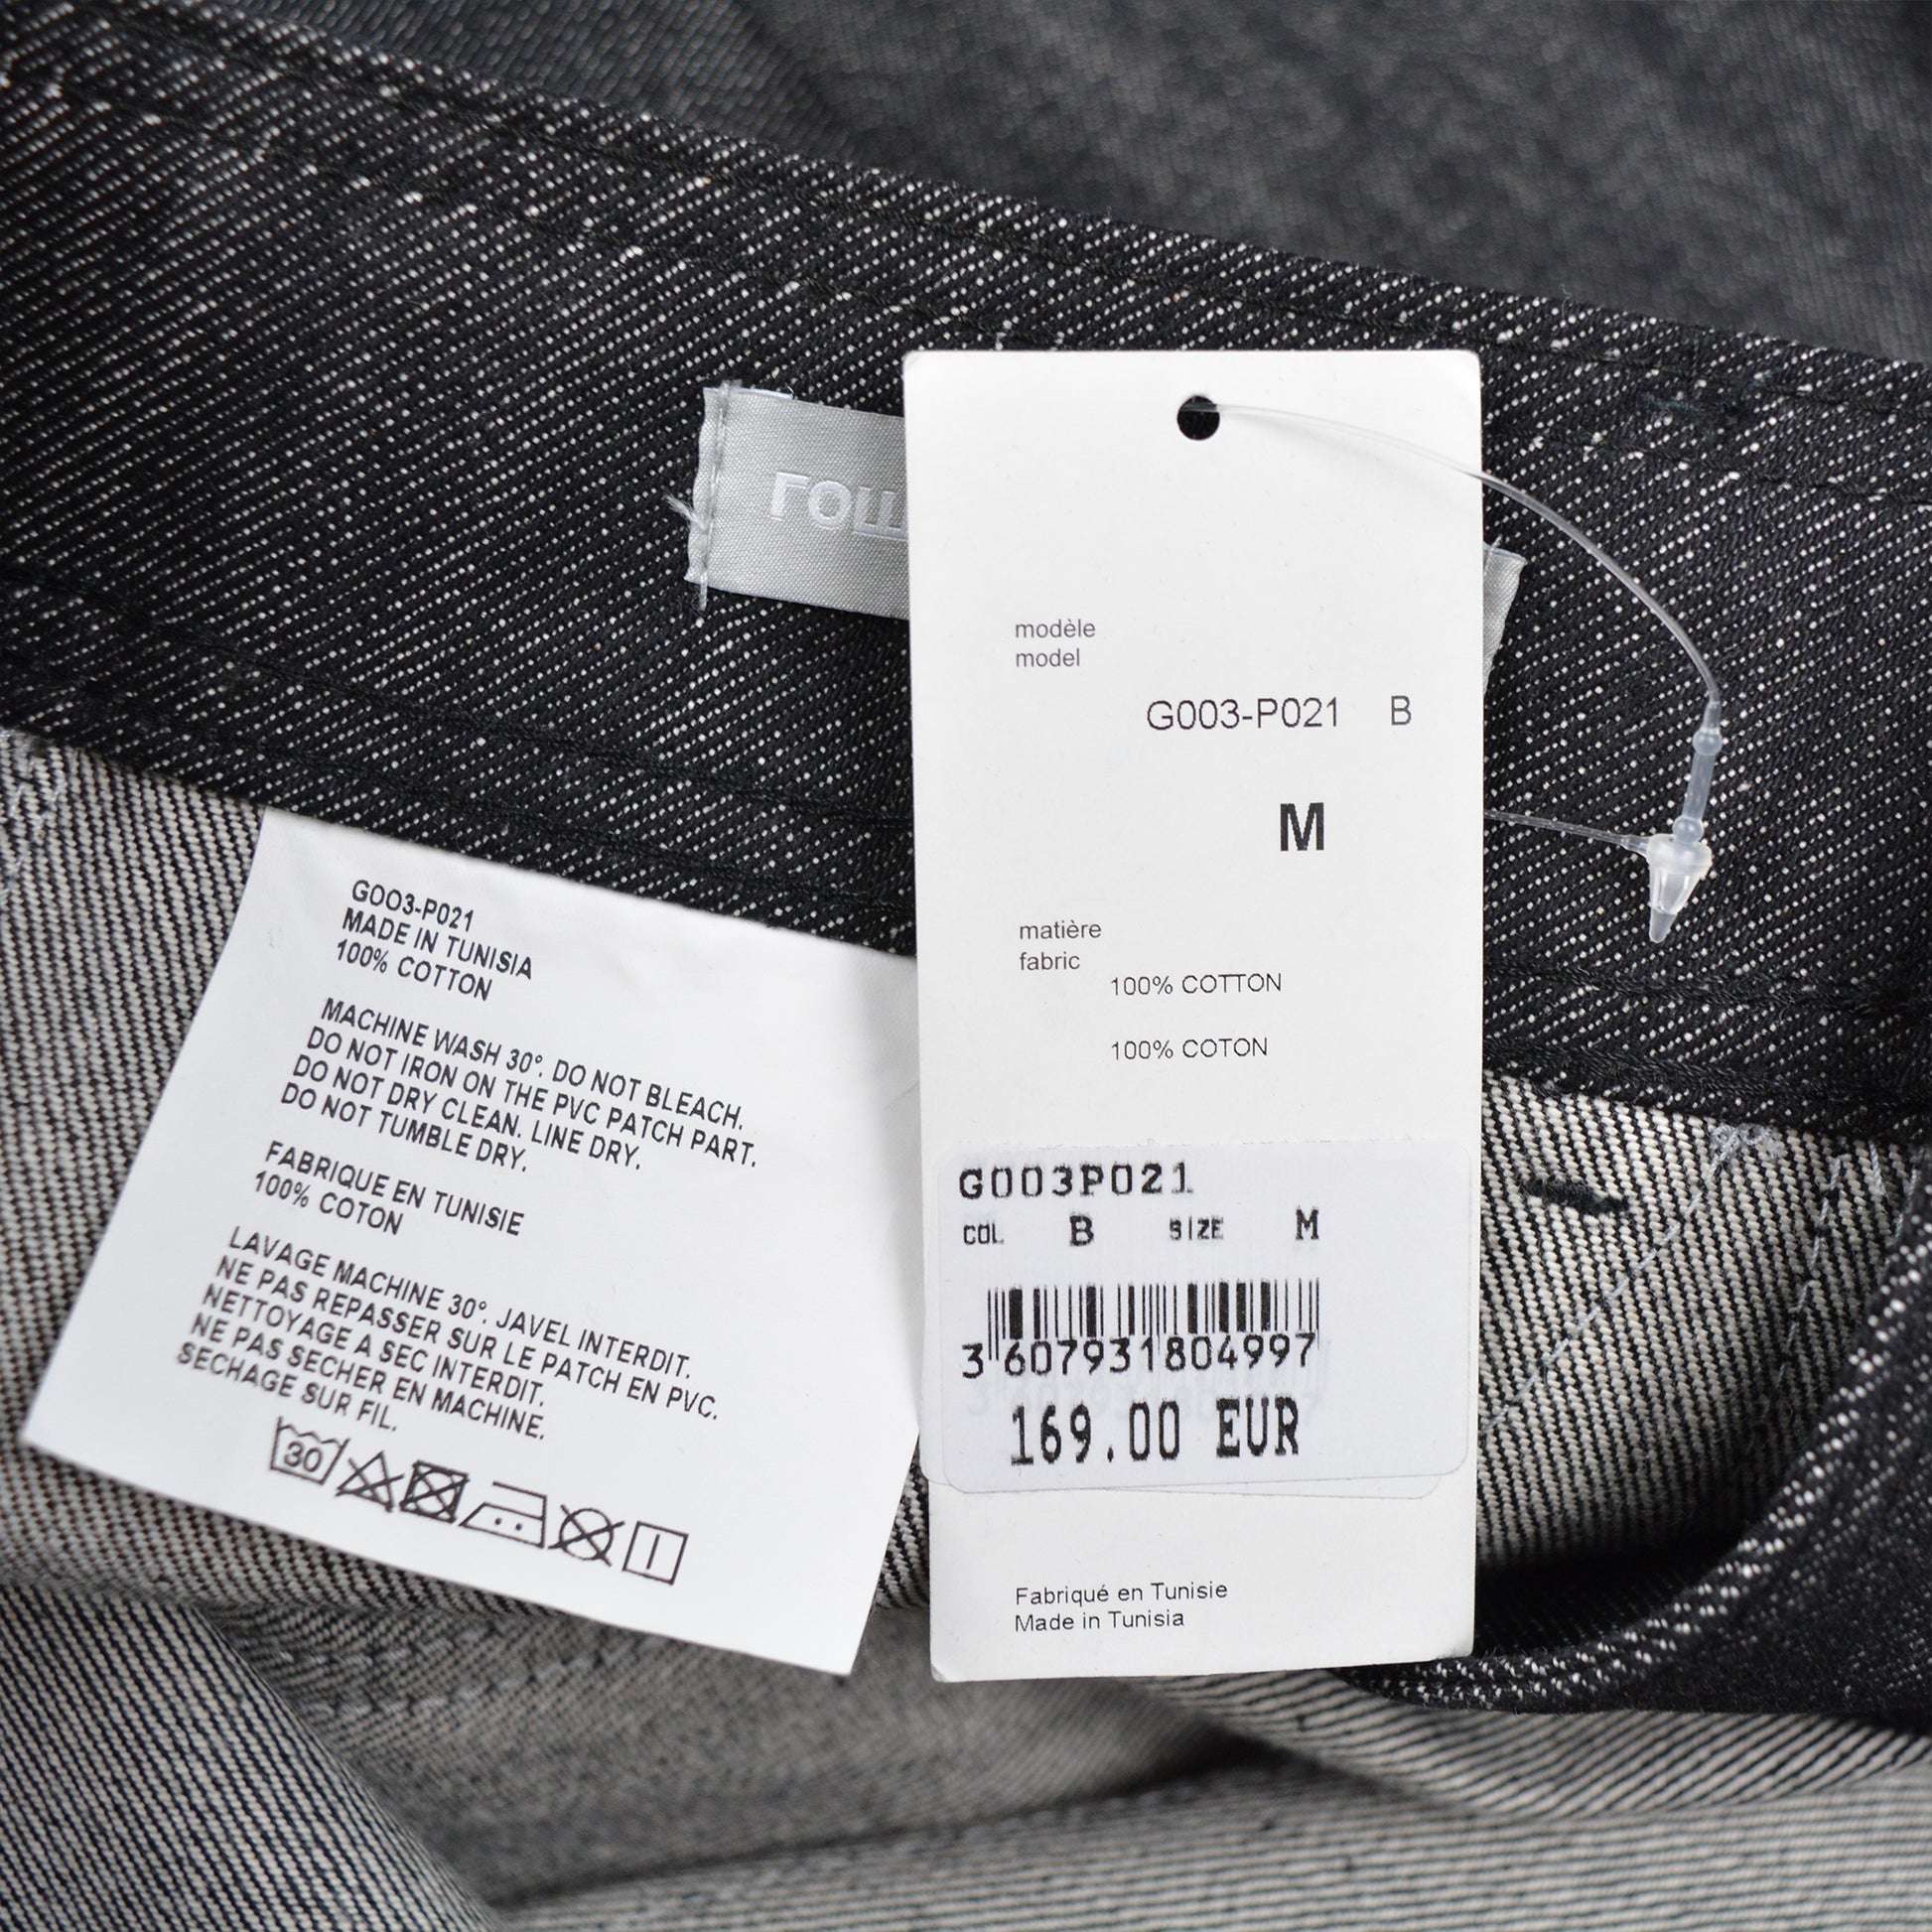 гош
modèle
model
G003-P021 B
M
matière
fabric
100% COTTON
100% COTON
G003P021
COL B SIZE M
3 607931804997
169.00 EUR
Fabriqué en Tunisie
Made in Tunisia
GOO3-P021
MADE IN TUNISIA
100% COTTON
MACHINE WASH 30°. DO NOT BLEACH.
DO NOT IRON ON THE PVC PATCH PART.
DO NOT DRY CLEAN. LINE DRY.
DO NOT TUMBLE DRY.
FABRIQUE EN TUNISIE
100% COTON
LAVAGE MACHINE 30°. JAVEL INTERDIT.
NE PAS REPASSER SUR LE PATCH EN PVC.
NETTOYAGE A SEC INTERDIT.
NE PAS SECHER EN MACHINE.
SECHAGE SUR FIL.
30